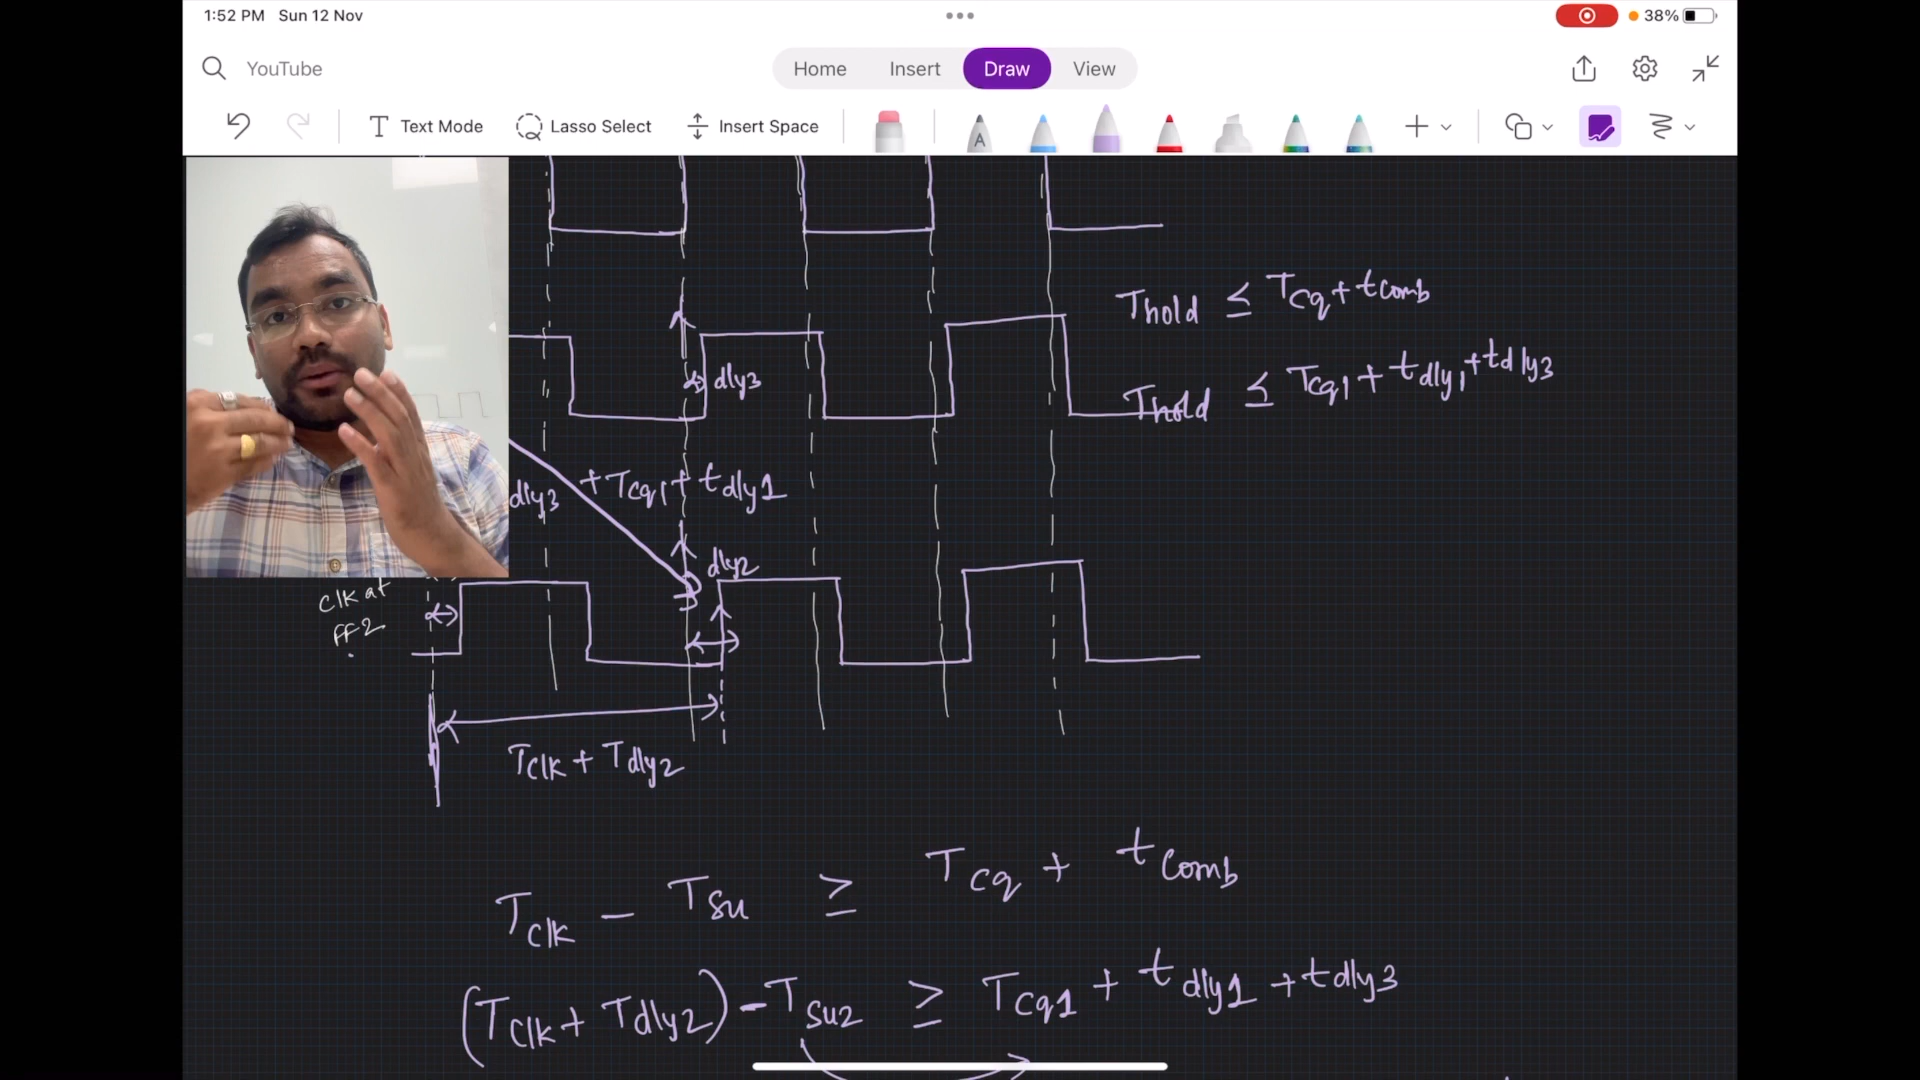 1:52 PM Sun 12 Nov
38%
YouTube
Home Insert Draw View
Text Mode Lasso Select Insert Space
A
Thold ≤ Tcq + tcomb
dly3
Thold ≤ Tcq1 + tdly1 + tdly3
dly3 + Tcq1 + tdly1
dly2
clk at
ff2
Tclk + Tdly2
Tclk - Tsu ≥ Tcq + tcomb
(Tclk + Tdly2) - Tsu2 ≥ Tcq1 + tdly1 + tdly3